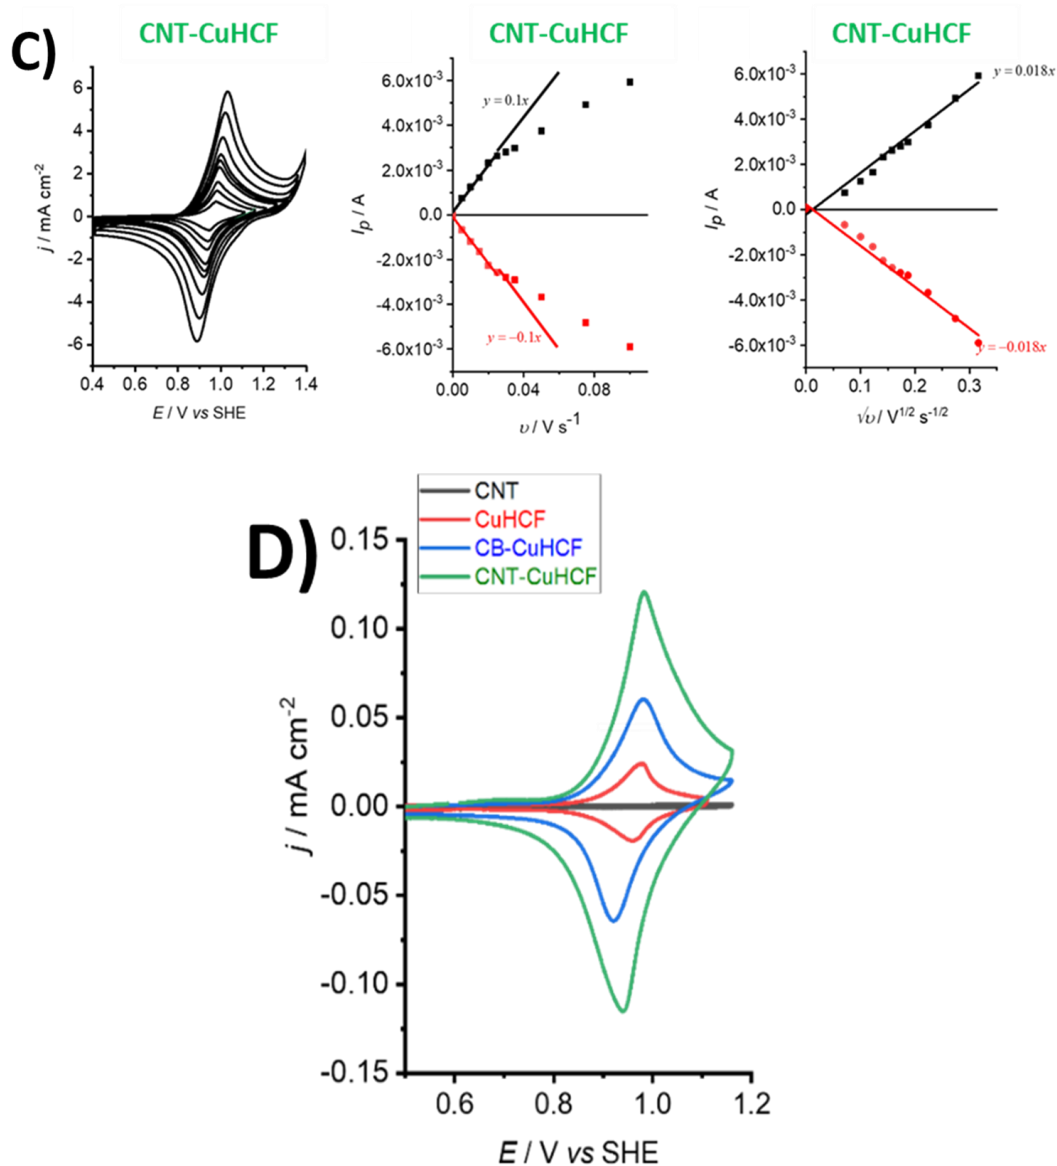 C)
CNT-CuHCF
CNT-CuHCF
CNT-CuHCF
6
4
2
0
-2
-4
-6
j / mA cm-2
0.4 0.6 0.8 1.0 1.2 1.4
E / V vs SHE
6.0x10-3
4.0x10-3
2.0x10-3
0.0
-2.0x10-3
-4.0x10-3
-6.0x10-3
Ip / A
y = 0.1x
y = -0.1x
0.00 0.04 0.08
υ / V s-1
6.0x10-3
4.0x10-3
2.0x10-3
0.0
-2.0x10-3
-4.0x10-3
-6.0x10-3
Ip / A
y = 0.018x
y = -0.018x
0.0 0.1 0.2 0.3
√υ / V1/2 s-1/2
D)
CNT
CuHCF
CB-CuHCF
CNT-CuHCF
0.15
0.10
0.05
0.00
-0.05
-0.10
-0.15
j / mA cm-2
0.6 0.8 1.0 1.2
E / V vs SHE